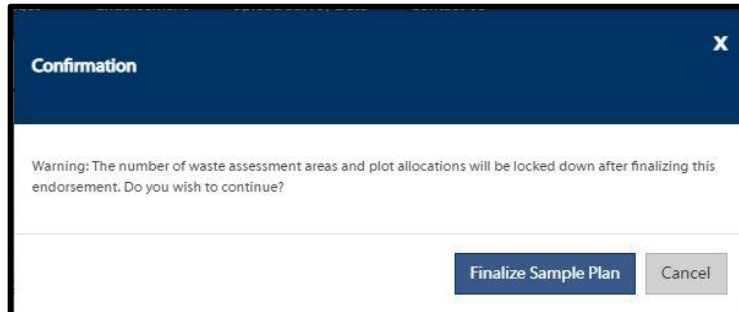 X
Confirmation
Warning: The number of waste assessment areas and plot allocations will be locked down after finalizing this
endorsement. Do you wish to continue?
Finalize Sample Plan Cancel